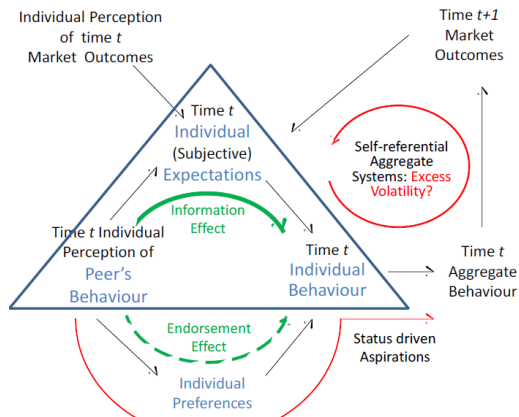 Individual Perception
of time t
Market Outcomes
Time t+1
Market
Outcomes
Time t
Individual
(Subjective)
Expectations
Self-referential
Aggregate
Systems: Excess
Volatility?
Information
Effect
Time t Individual
Perception of
Peer's
Behaviour
Time t
Individual
Behaviour
Time t
Aggregate
Behaviour
Endorsement
Effect
Status driven
Aspirations
Individual
Preferences